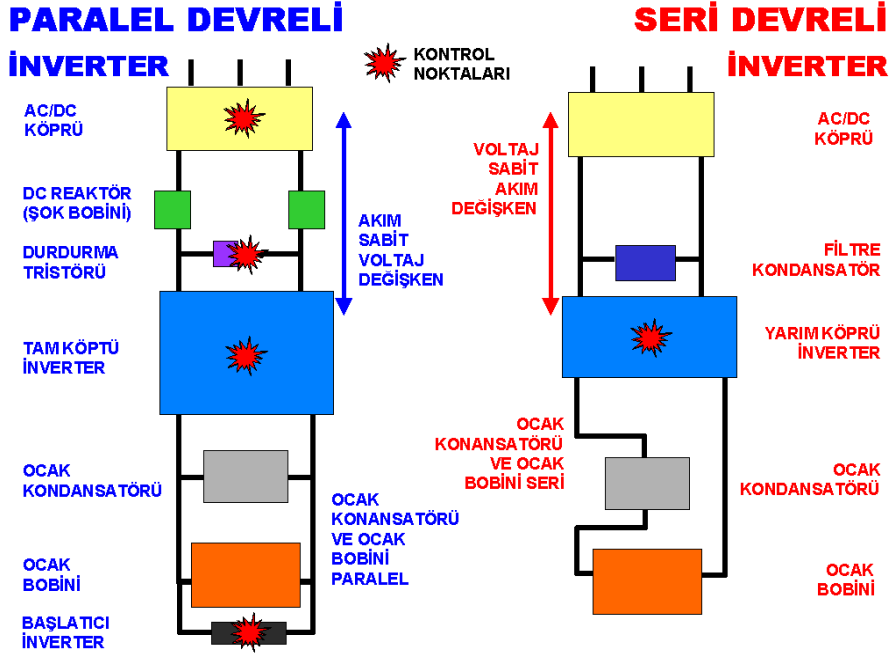 PARALEL DEVRELİ
İNVERTER
KONTROL
NOKTALARI
AC/DC
KÖPRÜ
DC REAKTÖR
(ŞOK BOBİNİ)
DURDURMA
TRİSTÖRÜ
AKIM
SABİT
VOLTAJ
DEĞİŞKEN
TAM KÖPTÜ
İNVERTER
OCAK
KONDANSATÖRÜ
OCAK
KONANSATÖRÜ
VE OCAK
BOBİNİ
PARALEL
OCAK
BOBİNİ
BAŞLATICI
İNVERTER
SERİ DEVRELİ
İNVERTER
AC/DC
KÖPRÜ
VOLTAJ
SABİT
AKIM
DEĞİŞKEN
FİLTRE
KONDANSATÖR
YARIM KÖPRÜ
İNVERTER
OCAK
KONANSATÖRÜ
VE OCAK
BOBİNİ SERİ
OCAK
KONDANSATÖRÜ
OCAK
BOBİNİ